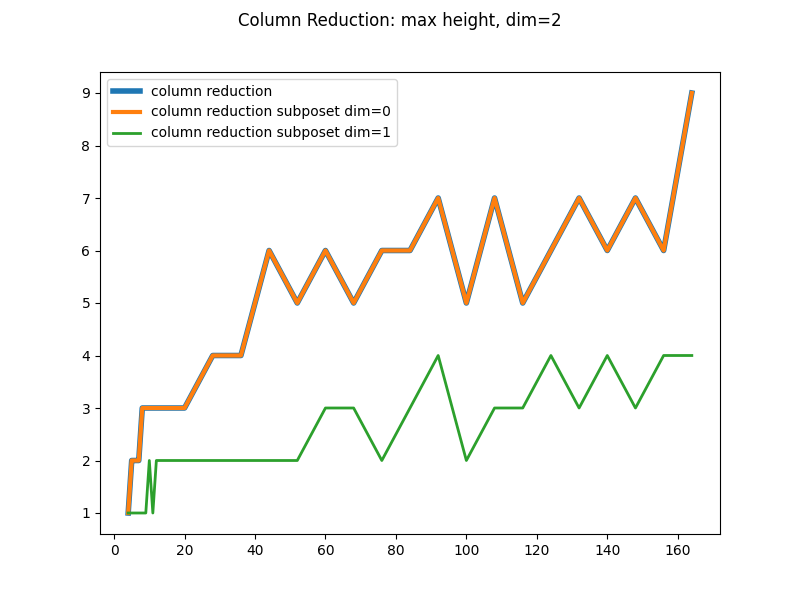 Column Reduction: max height, dim=2
column reduction
column reduction subposet dim=0
column reduction subposet dim=1
9
8
7
6
5
4
3
2
1
0 20 40 60 80 100 120 140 160